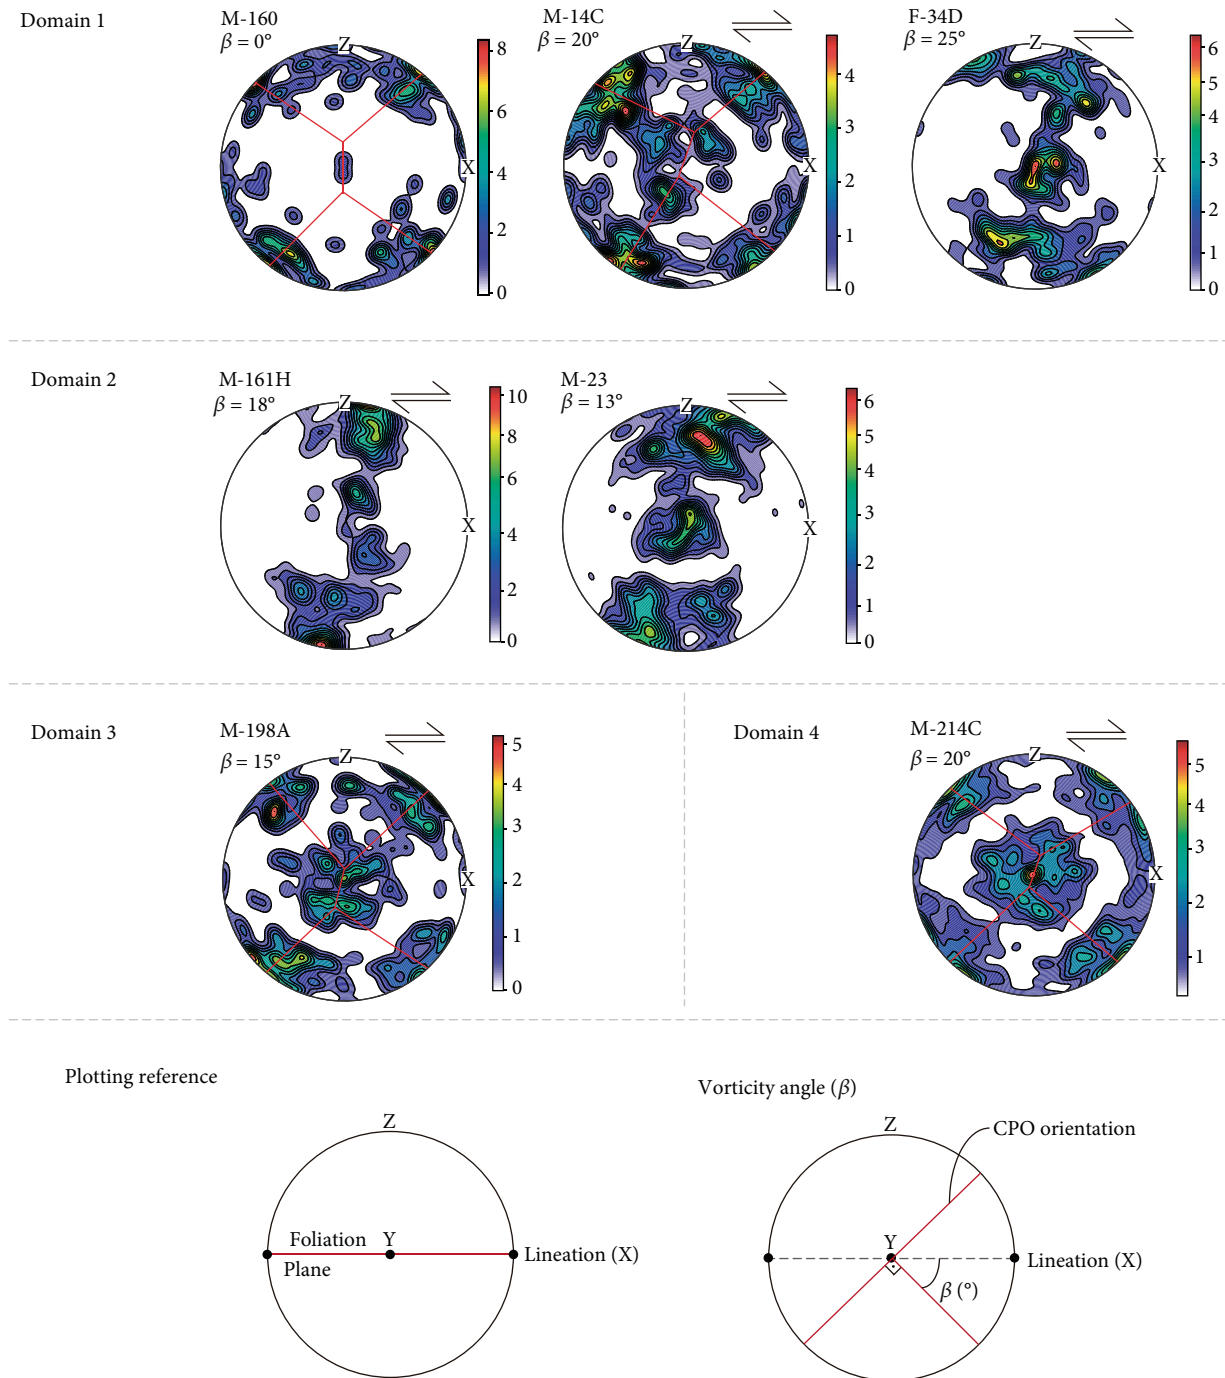 Domain 1
M-160
β = 0°
Z
X
8
6
4
2
0
M-14C
β = 20°
Z
X
4
3
2
1
0
F-34D
β = 25°
Z
X
6
5
4
3
2
1
0
Domain 2
M-161H
β = 18°
Z
X
10
8
6
4
2
0
M-23
β = 13°
Z
X
6
5
4
3
2
1
0
Domain 3
M-198A
β = 15°
Z
X
5
4
3
2
1
0
Domain 4
M-214C
β = 20°
Z
X
5
4
3
2
1
Plotting reference
Z
Foliation
Y
Plane
Lineation (X)
Vorticity angle (β)
Z
CPO orientation
Y
Lineation (X)
β (°)